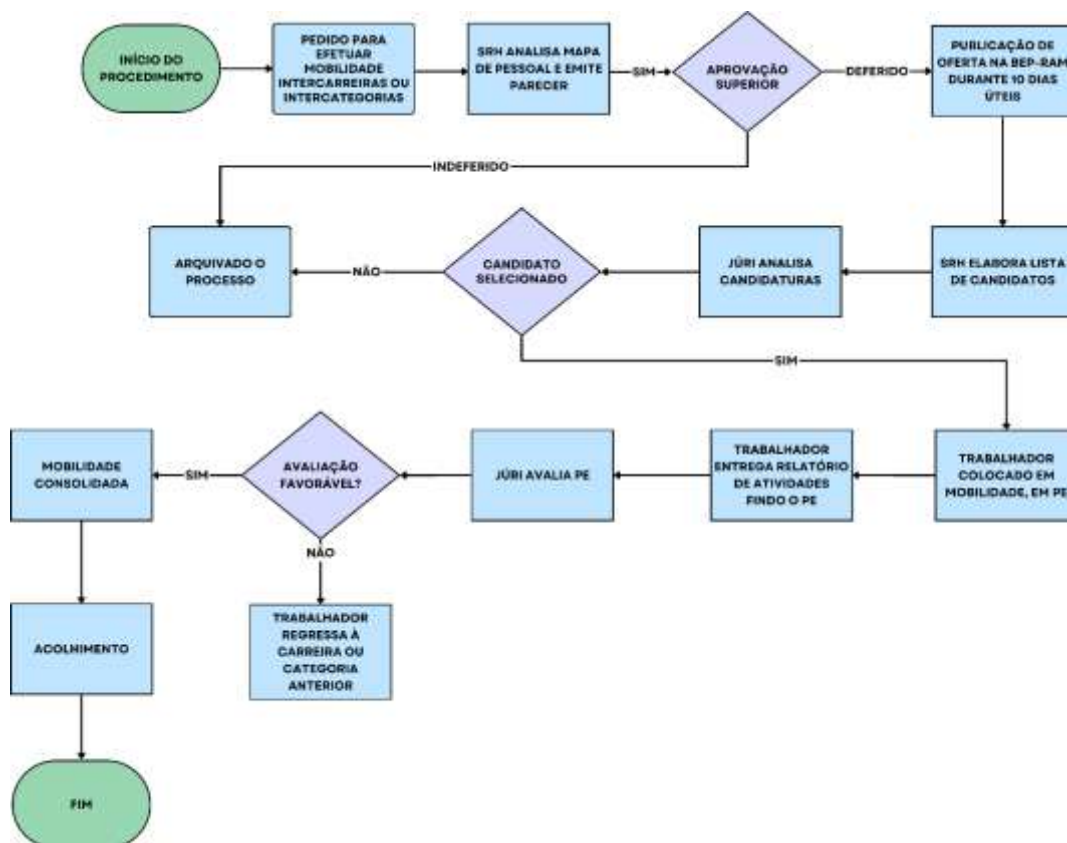 INÍCIO DO
PROCEDIMENTO
PEDIDO PARA
EFETUAR
MOBILIDADE
INTERCARREIRAS OU
INTERCATEGORIAS
SRH ANALISA MAPA
DE PESSOAL E EMITE
PARECER
SIM
APROVAÇÃO
SUPERIOR
DEFERIDO
PUBLICAÇÃO DE
OFERTA NA BEP-RAM
DURANTE 10 DIAS
ÚTEIS
INDEFERIDO
ARQUIVADO O
PROCESSO
NÃO
CANDIDATO
SELECIONADO
JÚRI ANALISA
CANDIDATURAS
SRH ELABORA LISTA
DE CANDIDATOS
SIM
MOBILIDADE
CONSOLIDADA
SIM
AVALIAÇÃO
FAVORÁVEL?
JÚRI AVALIA PE
TRABALHADOR
ENTREGA RELATÓRIO
DE ATIVIDADES
FINDO O PE
TRABALHADOR
COLOCADO EM
MOBILIDADE, EM PE
NÃO
ACOLHIMENTO
TRABALHADOR
REGRESSA À
CARREIRA OU
CATEGORIA
ANTERIOR
FIM